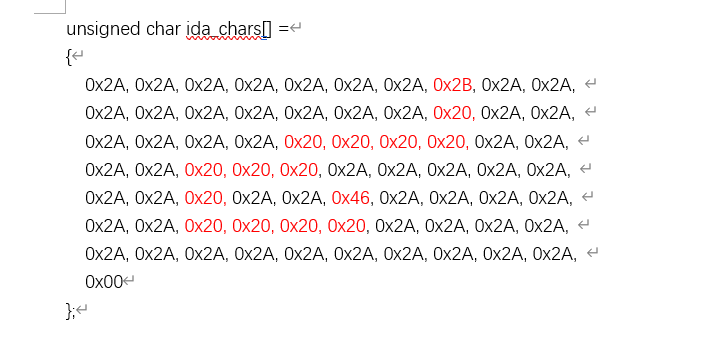 unsigned char ida_chars[] =
{
0x2A, 0x2A, 0x2A, 0x2A, 0x2A, 0x2A, 0x2A, 0x2B, 0x2A, 0x2A,
0x2A, 0x2A, 0x2A, 0x2A, 0x2A, 0x2A, 0x2A, 0x20, 0x2A, 0x2A,
0x2A, 0x2A, 0x2A, 0x2A, 0x20, 0x20, 0x20, 0x20, 0x2A, 0x2A,
0x2A, 0x2A, 0x20, 0x20, 0x20, 0x2A, 0x2A, 0x2A, 0x2A, 0x2A,
0x2A, 0x2A, 0x20, 0x2A, 0x2A, 0x46, 0x2A, 0x2A, 0x2A, 0x2A,
0x2A, 0x2A, 0x20, 0x20, 0x20, 0x20, 0x2A, 0x2A, 0x2A, 0x2A,
0x2A, 0x2A, 0x2A, 0x2A, 0x2A, 0x2A, 0x2A, 0x2A, 0x2A, 0x2A,
0x00
};